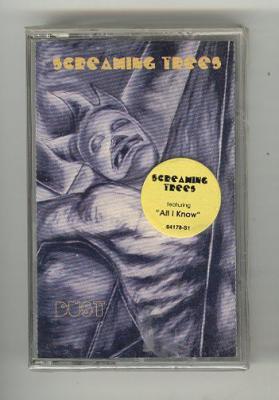 SCREAMING TREES
SCREAMING
TREES
featuring
"All I Know"
64178-S1
DUST